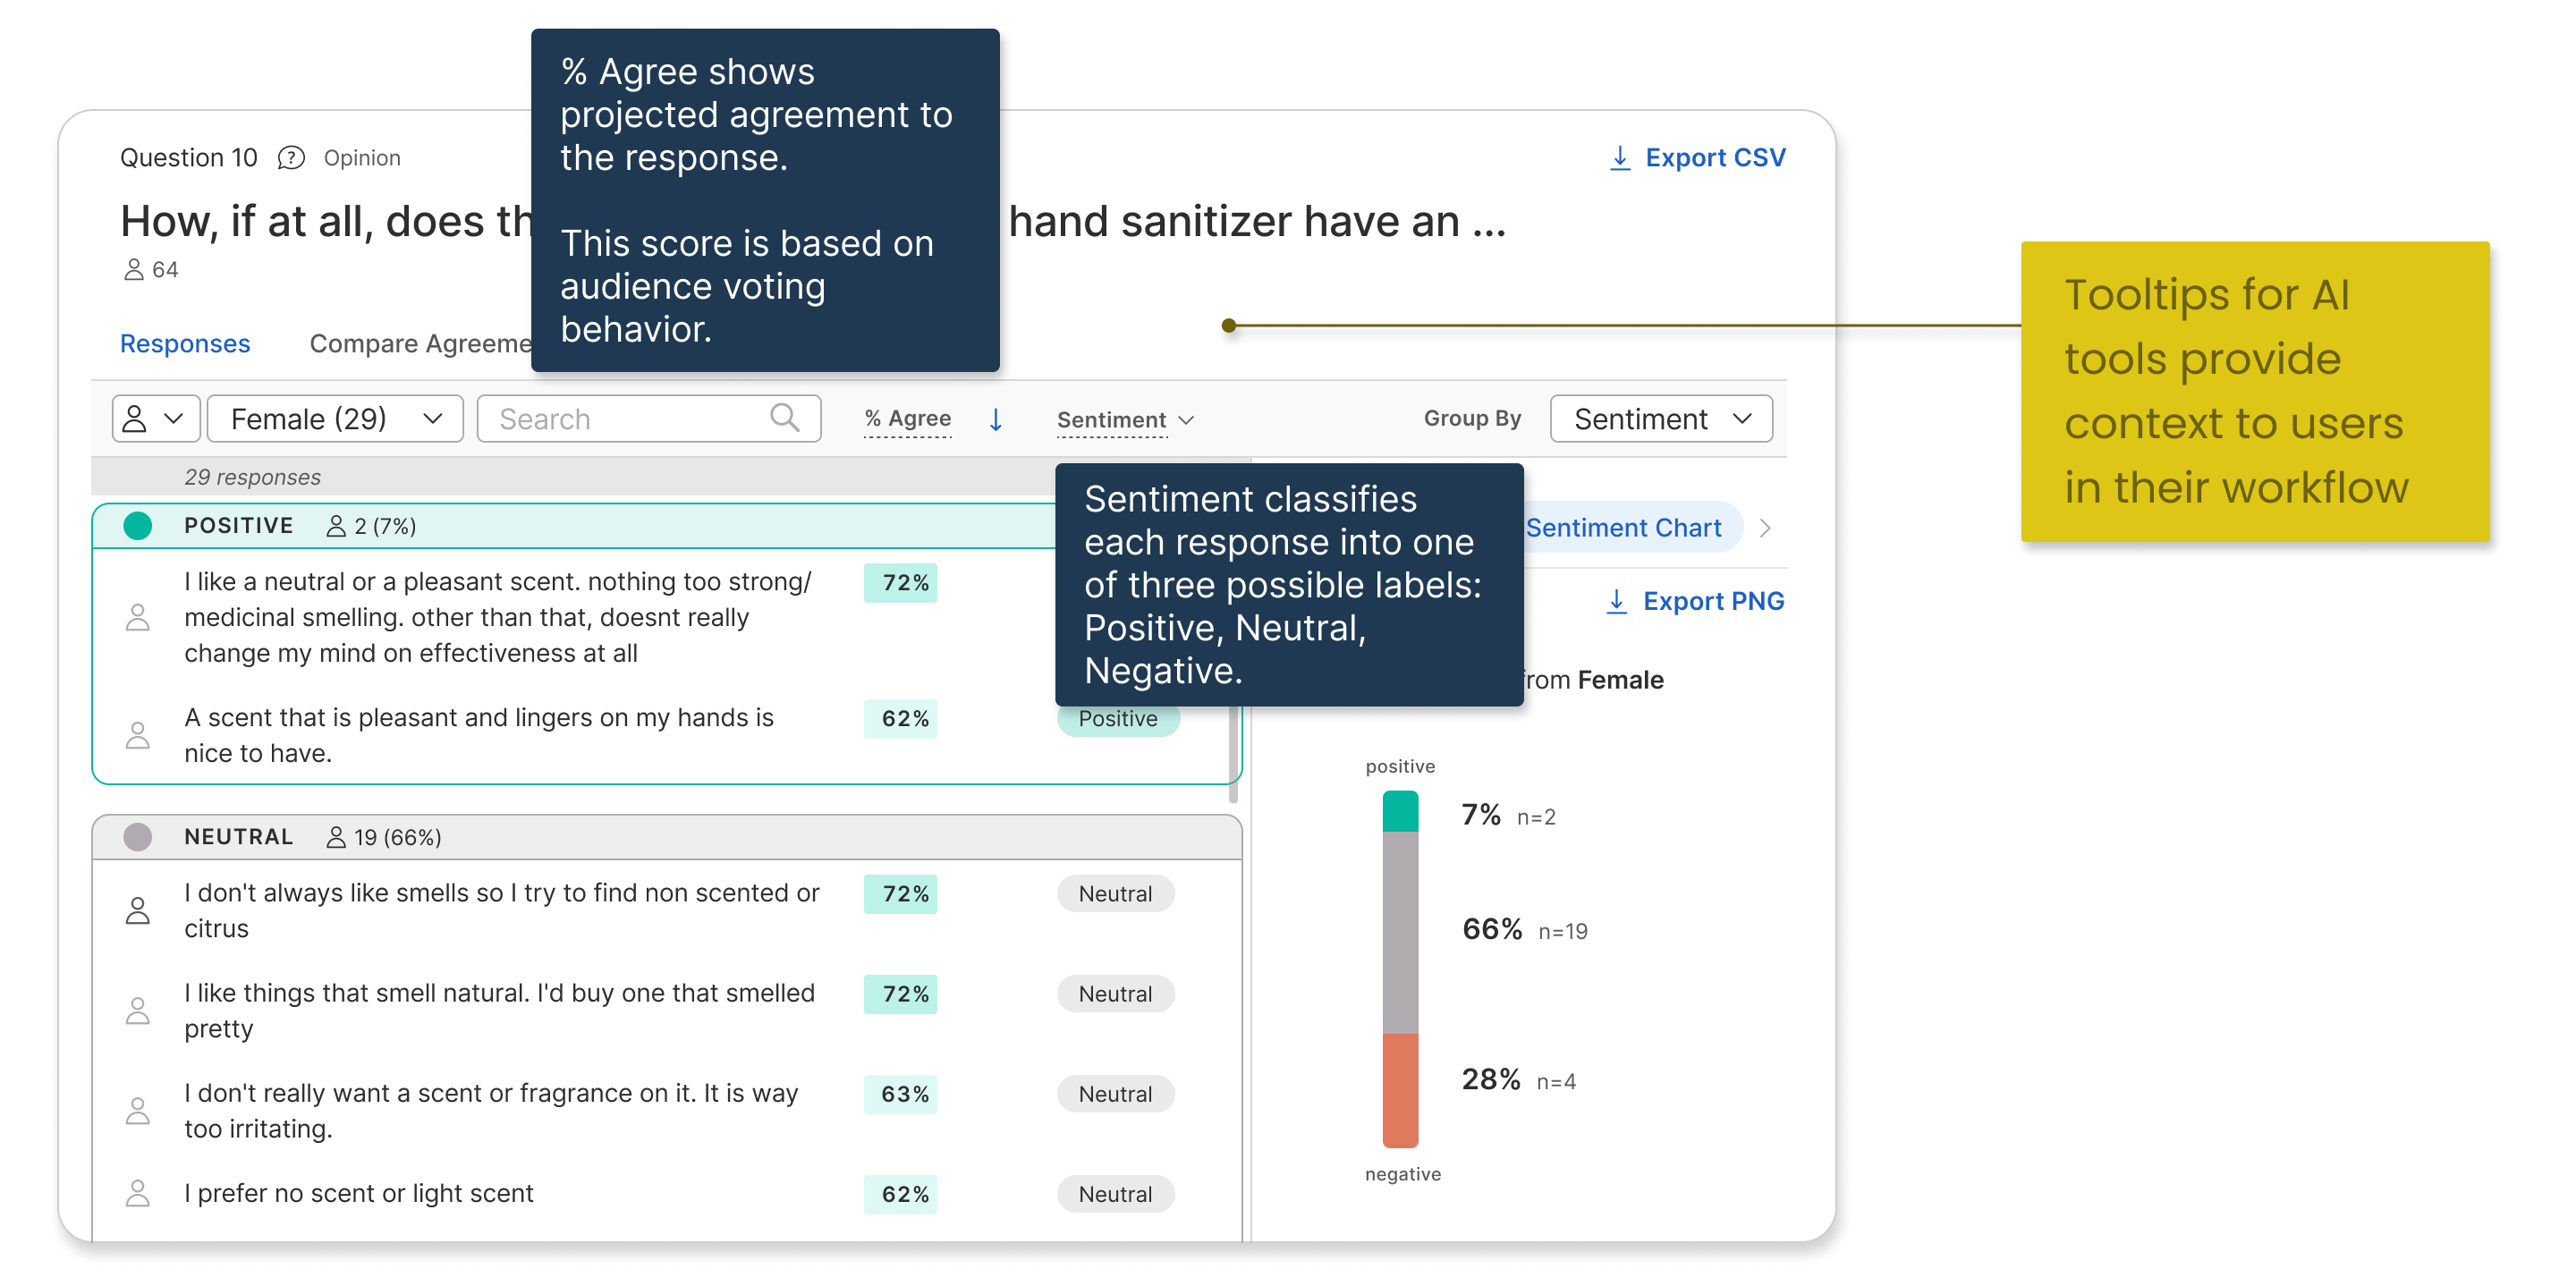 % Agree shows
projected agreement to
the response.
This score is based on
audience voting
behavior.
Question 10 Opinion
Export CSV
How, if at all, does th
hand sanitizer have an ...
64
Tooltips for AI
tools provide
context to users
in their workflow
Responses
Compare Agreeme
Female (29)
Search
% Agree
Sentiment
Group By
Sentiment
29 responses
POSITIVE 2 (7%)
Sentiment classifies
each response into one
of three possible labels:
Positive, Neutral,
Negative.
Sentiment Chart
I like a neutral or a pleasant scent. nothing too strong/
medicinal smelling. other than that, doesnt really
change my mind on effectiveness at all
72%
Export PNG
from Female
A scent that is pleasant and lingers on my hands is
nice to have.
62%
Positive
NEUTRAL 19 (66%)
I don't always like smells so I try to find non scented or
citrus
72%
Neutral
I like things that smell natural. I'd buy one that smelled
pretty
72%
Neutral
I don't really want a scent or fragrance on it. It is way
too irritating.
63%
Neutral
I prefer no scent or light scent
62%
Neutral
positive
7% n=2
66% n=19
28% n=4
negative